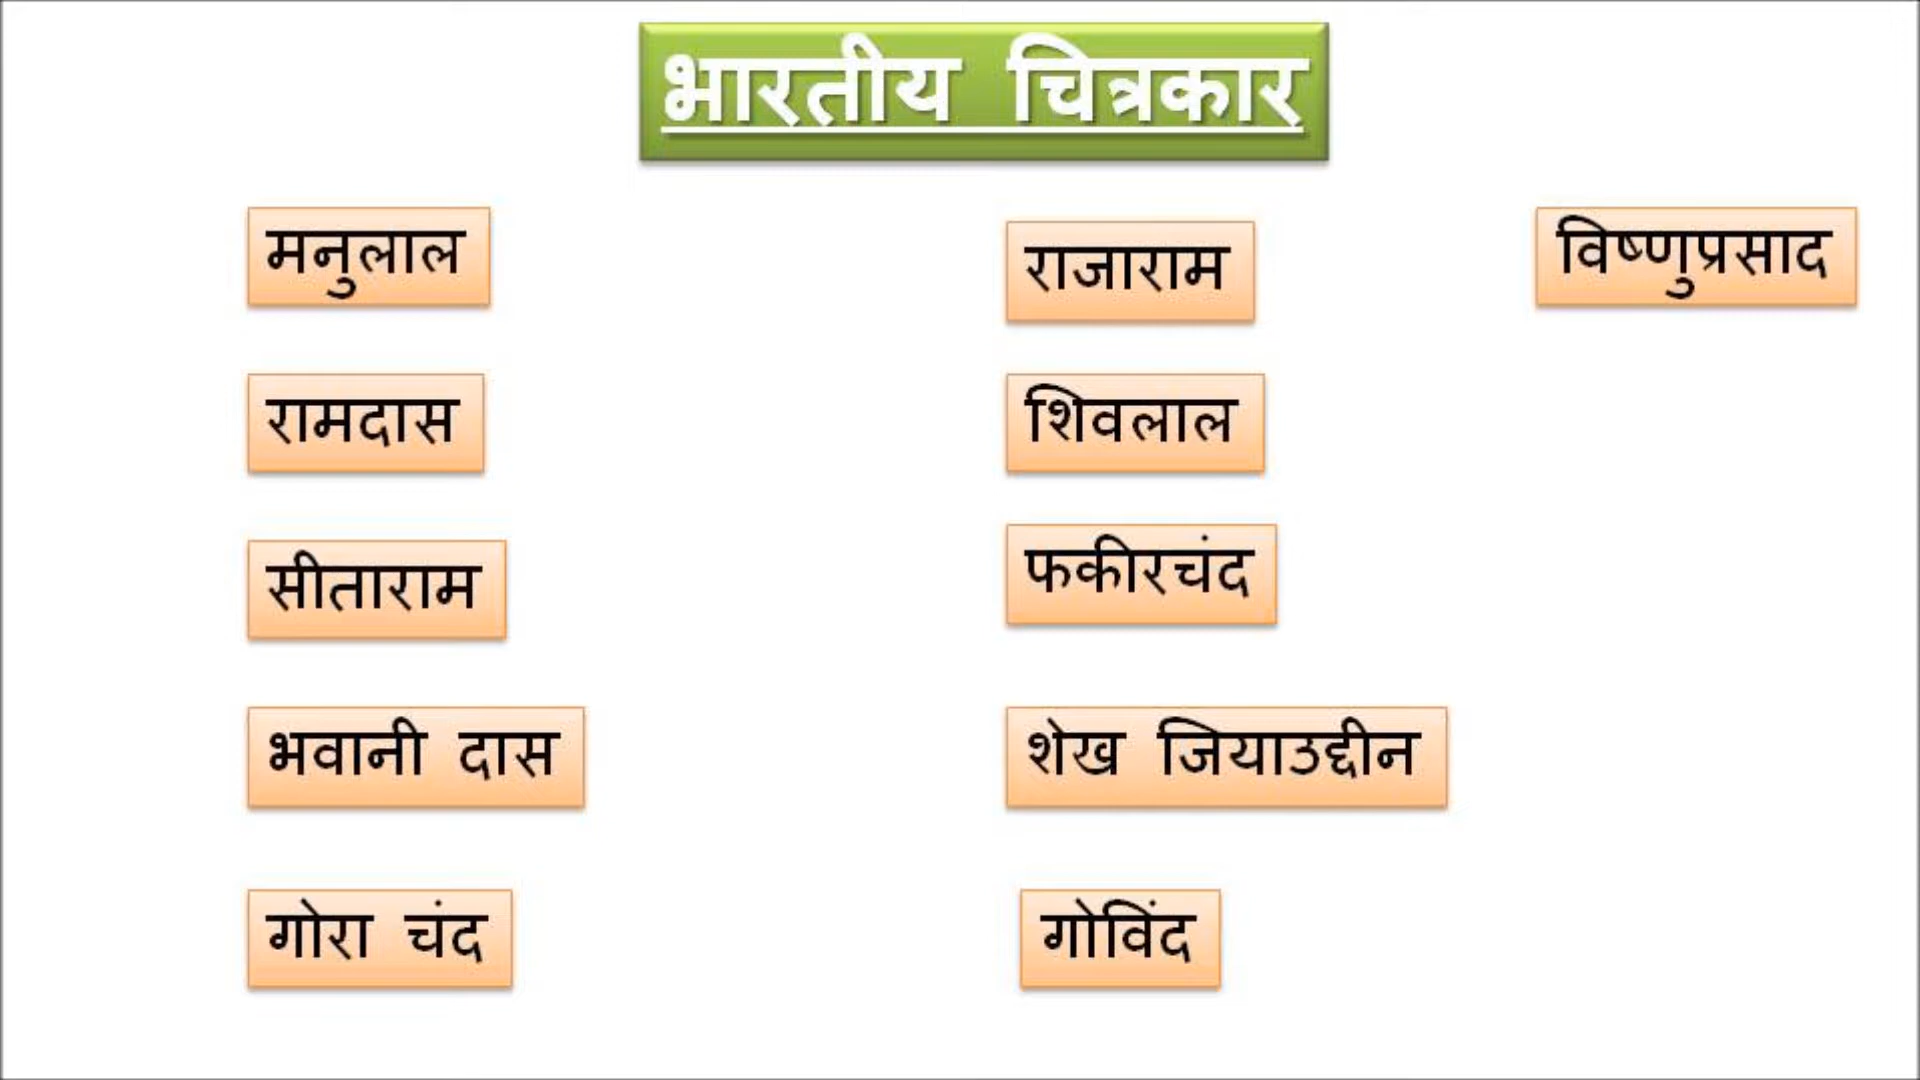 भारतीय चित्रकार
मनुलाल
राजाराम
विष्णुप्रसाद
रामदास
शिवलाल
सीताराम
फकीरचंद
भवानी दास
शेख जियाउद्दीन
गोरा चंद
गोविंद